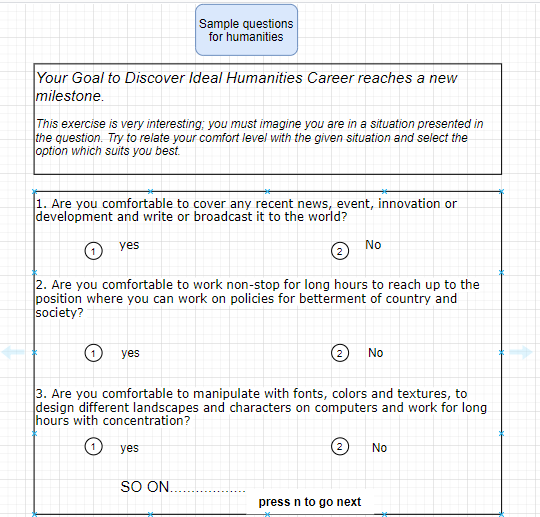 Sample questions
for humanities
Your Goal to Discover Ideal Humanities Career reaches a new
milestone.
This exercise is very interesting; you must imagine you are in a situation presented in
the question. Try to relate your comfort level with the given situation and select the
option which suits you best.
1. Are you comfortable to cover any recent news, event, innovation or
development and write or broadcast it to the world?
1 yes 2 No
2. Are you comfortable to work non-stop for long hours to reach up to the
position where you can work on policies for betterment of country and
society?
1 yes 2 No
3. Are you comfortable to manipulate with fonts, colors and textures, to
design different landscapes and characters on computers and work for long
hours with concentration?
1 yes 2 No
SO ON..................
press n to go next